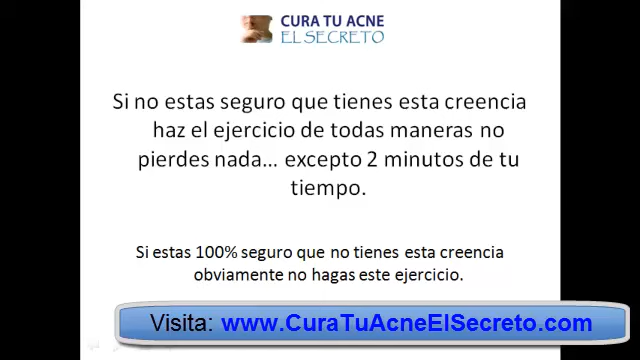 CURA TU ACNE
EL SECRETO
Si no estas seguro que tienes esta creencia
haz el ejercicio de todas maneras no
pierdes nada... excepto 2 minutos de tu
tiempo.
Si estas 100% seguro que no tienes esta creencia
obviamente no hagas este ejercicio.
Visita: www.CuraTuAcneElSecreto.com